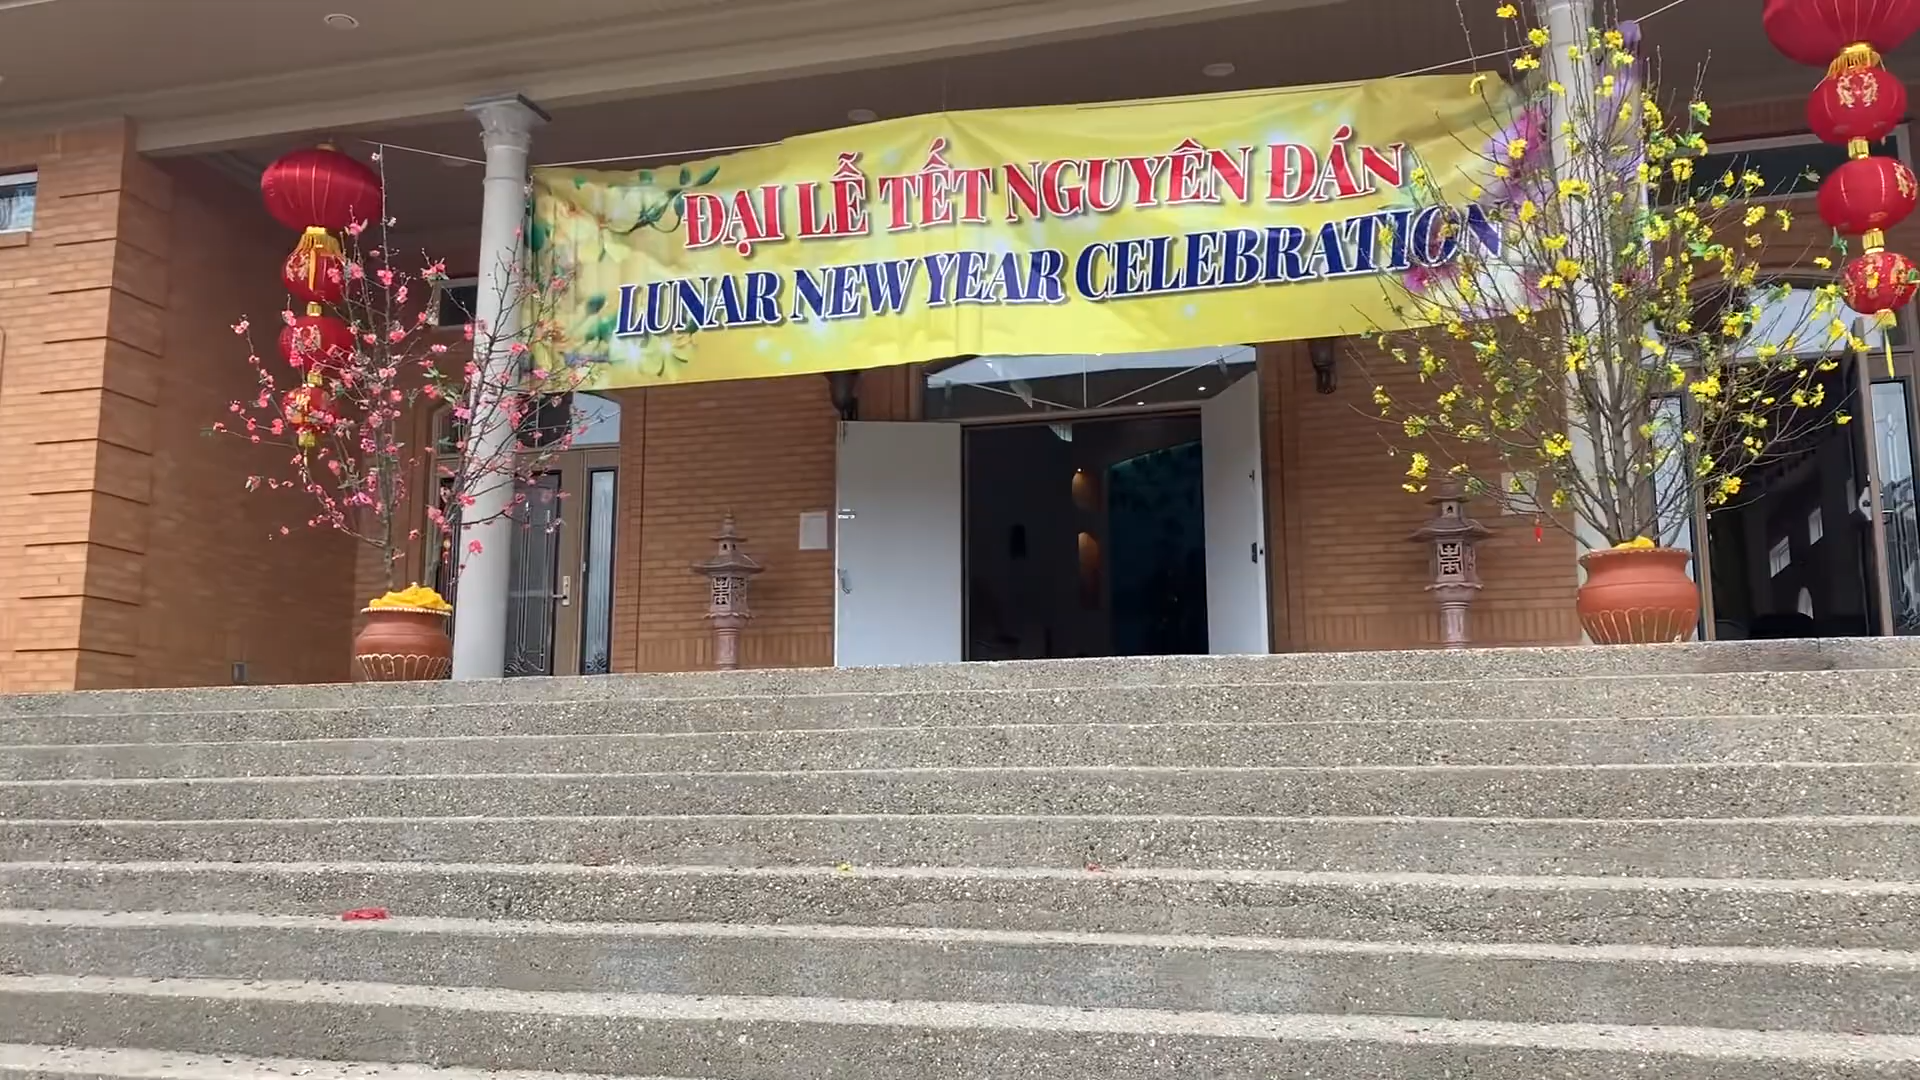 ĐẠI LỄ TẾT NGUYÊN ĐÁN
LUNAR NEW YEAR CELEBRATION